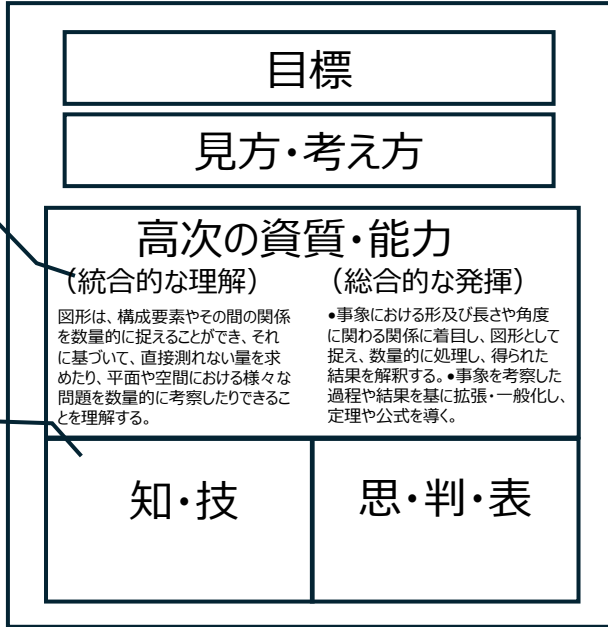 目標
見方・考え方
高次の資質・能力
(統合的な理解)
図形は、構成要素やその間の関係
を数量的に捉えることができ、それ
に基づいて、直接測れない量を求
めたり、平面や空間における様々な
問題を数量的に考察したりできるこ
とを理解する。
(総合的な発揮)
•事象における形及び長さや角度
に関わる関係に着目し、図形として
捉え、数量的に処理し、得られた
結果を解釈する。•事象を考察した
過程や結果を基に拡張・一般化し、
定理や公式を導く。
知・技
思・判・表